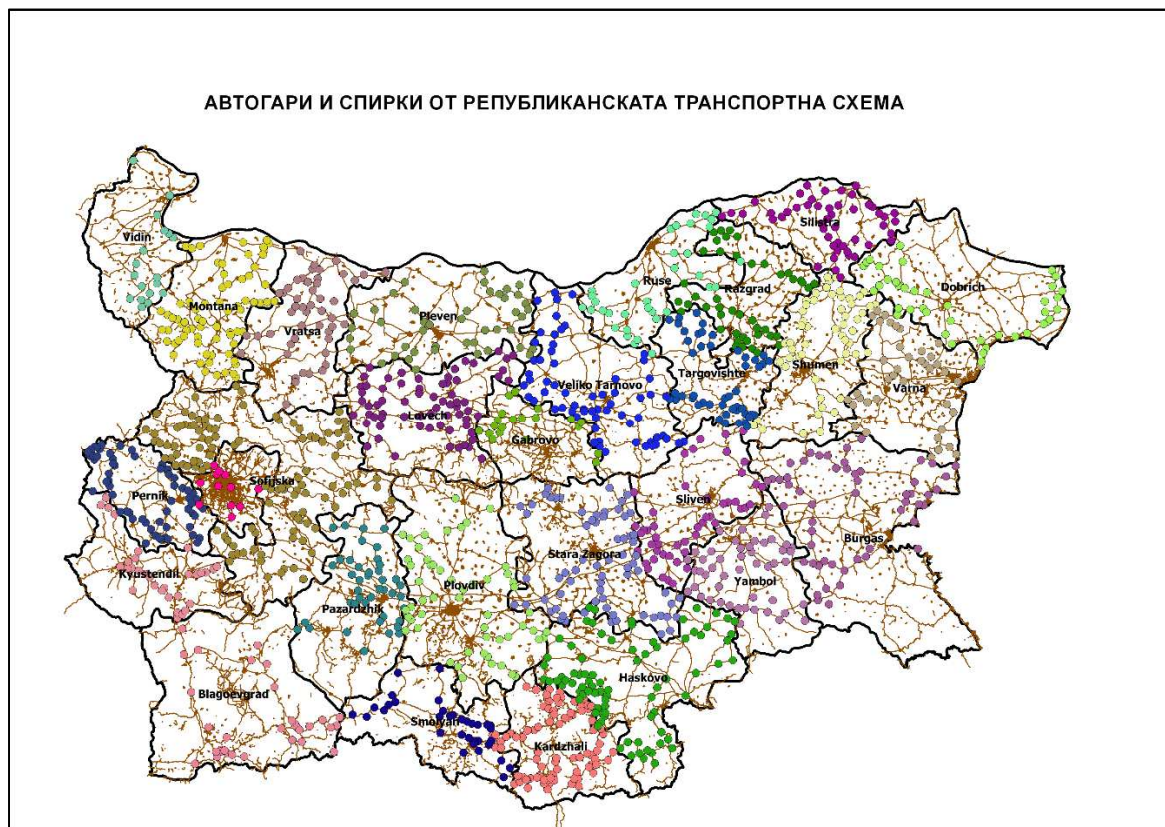 АВТОГАРИ И СПИРКИ ОТ РЕПУБЛИКАНСКАТА ТРАНСПОРТНА СХЕМА
Silistra
Vidin
Ruse
Dobrich
Razgrad
Montana
Pleven
Vratsa
Shumen
Targovishte
Veliko Tarnovo
Varna
Lovech
Gabrovo
Sofijska
Pernik
Sliven
Burgas
Stara Zagora
Kyustendil
Yambol
Plovdiv
Pazardzhik
Haskovo
Blagoevgrad
Smolyan
Kardzhali